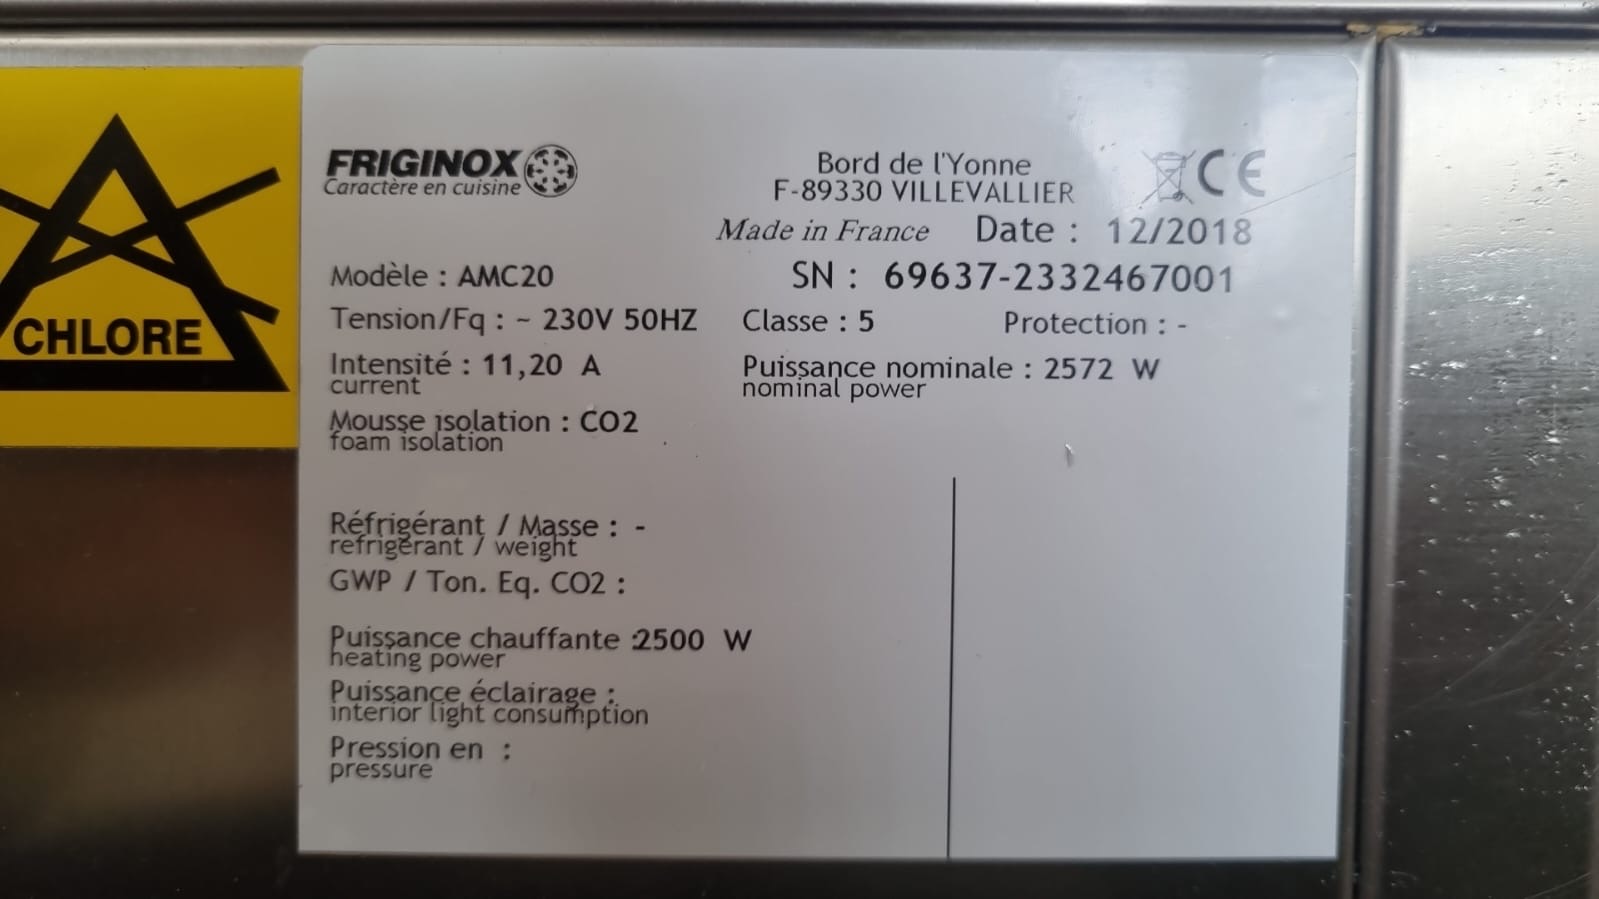 CHLORE
FRIGINOX
Caractère en cuisine
Bord de l'Yonne
F-89330 VILLEVALLIER
CE
Made in France Date : 12/2018
Modèle : AMC20 SN : 69637-2332467001
Tension/Fq : ~ 230V 50HZ Classe : 5 Protection : -
Intensité : 11,20 A Puissance nominale : 2572 W
current nominal power
Mousse isolation : CO2
foam isolation
Réfrigérant / Masse : -
refrigerant / weight
GWP / Ton. Eq. CO2 :
Puissance chauffante :2500 W
heating power
Puissance éclairage :
interior light consumption
Pression en :
pressure